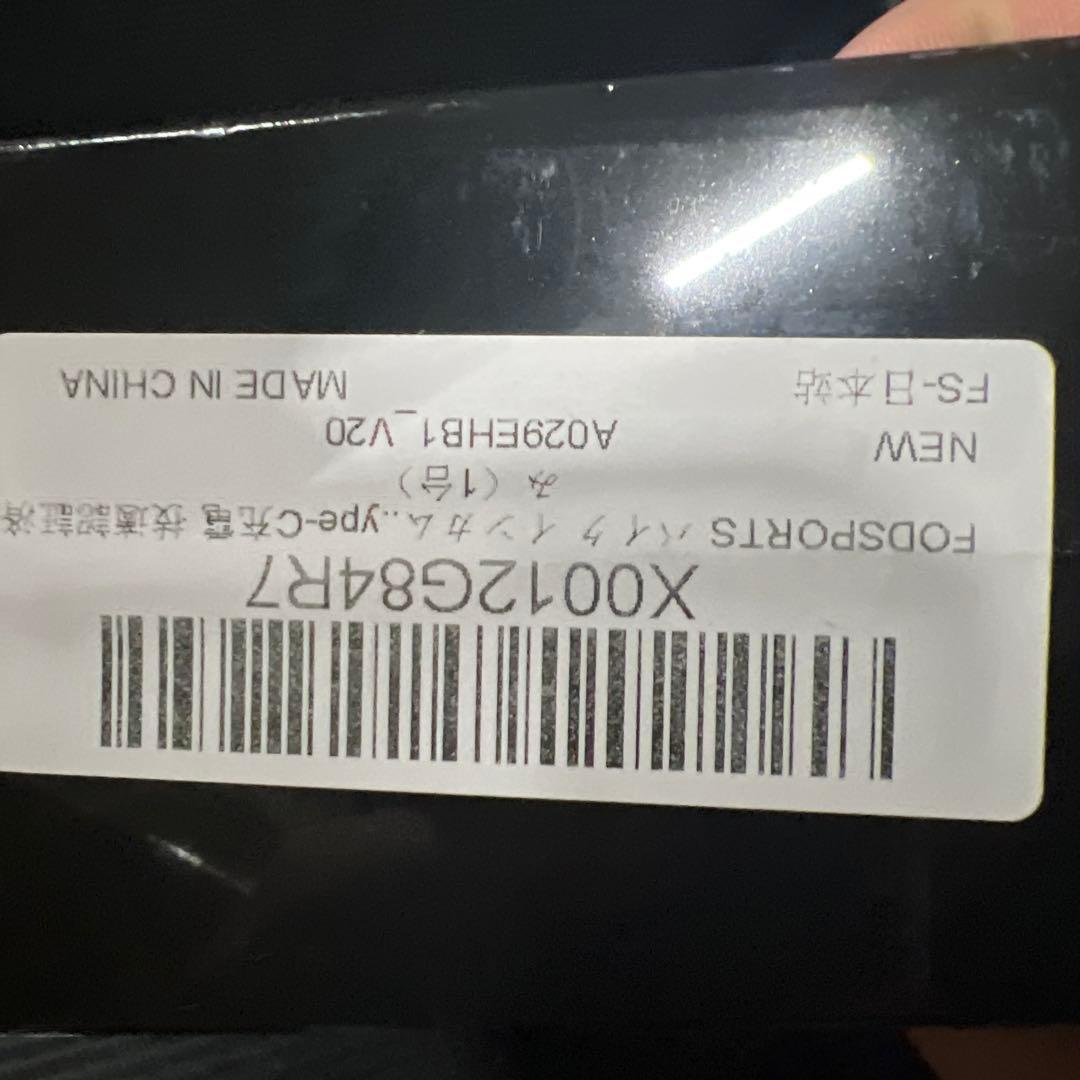 X0012G84R7
FODSPORTS バイク インカム ..ype-C充電 技適認証済
み（1台）
NEW
A029EHB1_V20
FS-日本站
MADE IN CHINA